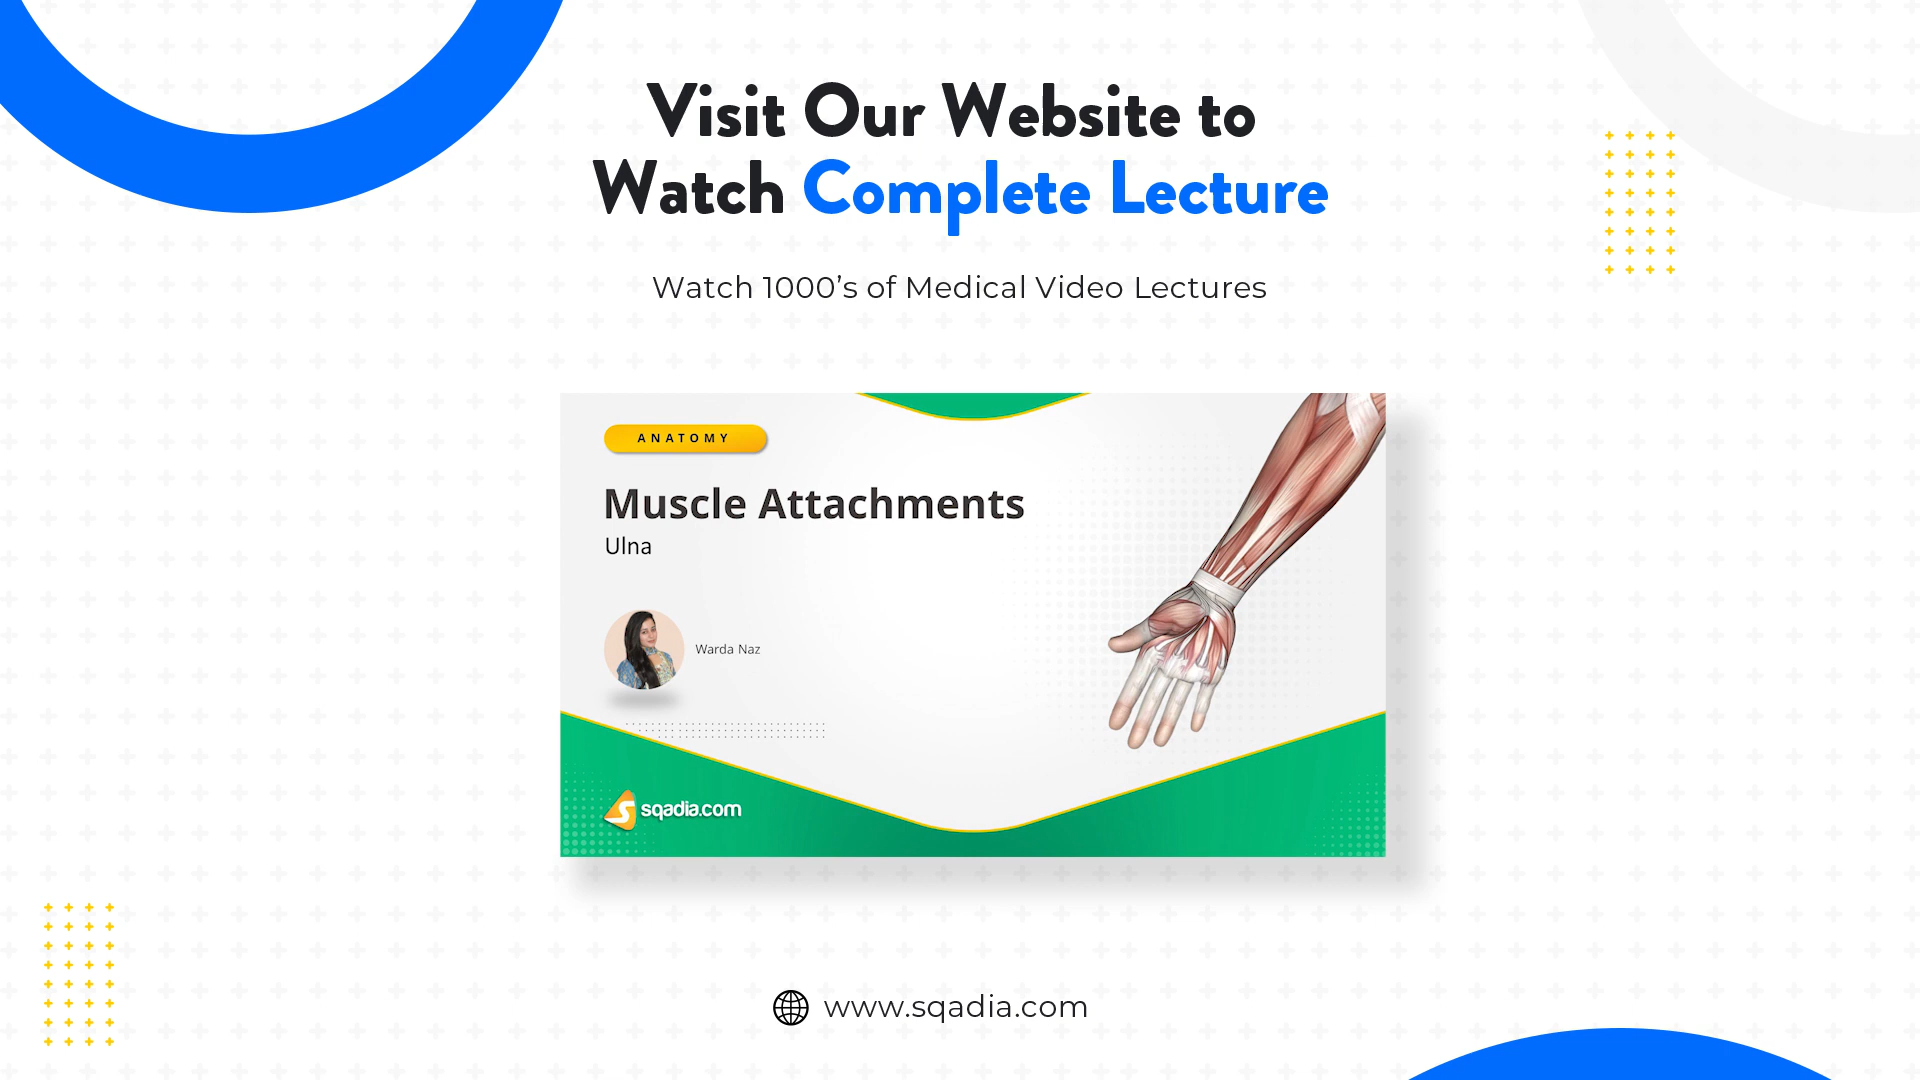 Visit Our Website to
Watch Complete Lecture
Watch 1000’s of Medical Video Lectures
ANATOMY
Muscle Attachments
Ulna
Warda Naz
sqadia.com
www.sqadia.com